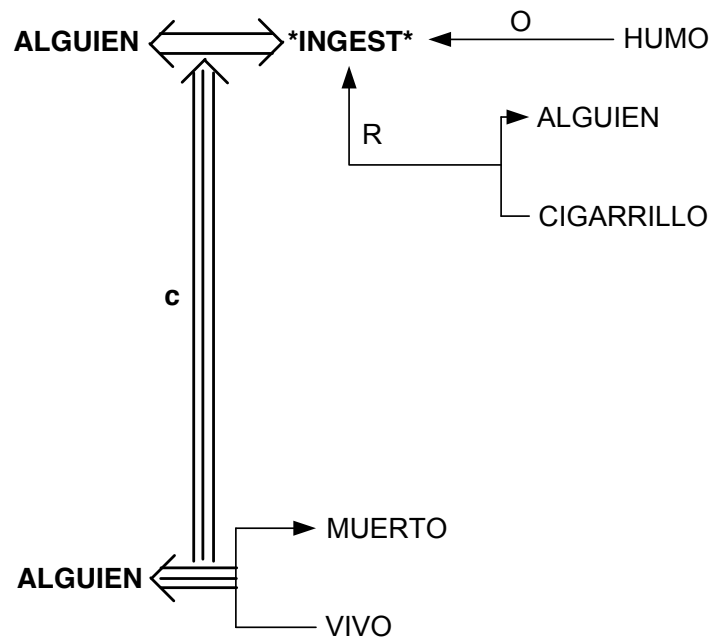 ALGUIEN *INGEST* O HUMO
R ALGUIEN
CIGARRILLO
c
MUERTO
ALGUIEN
VIVO